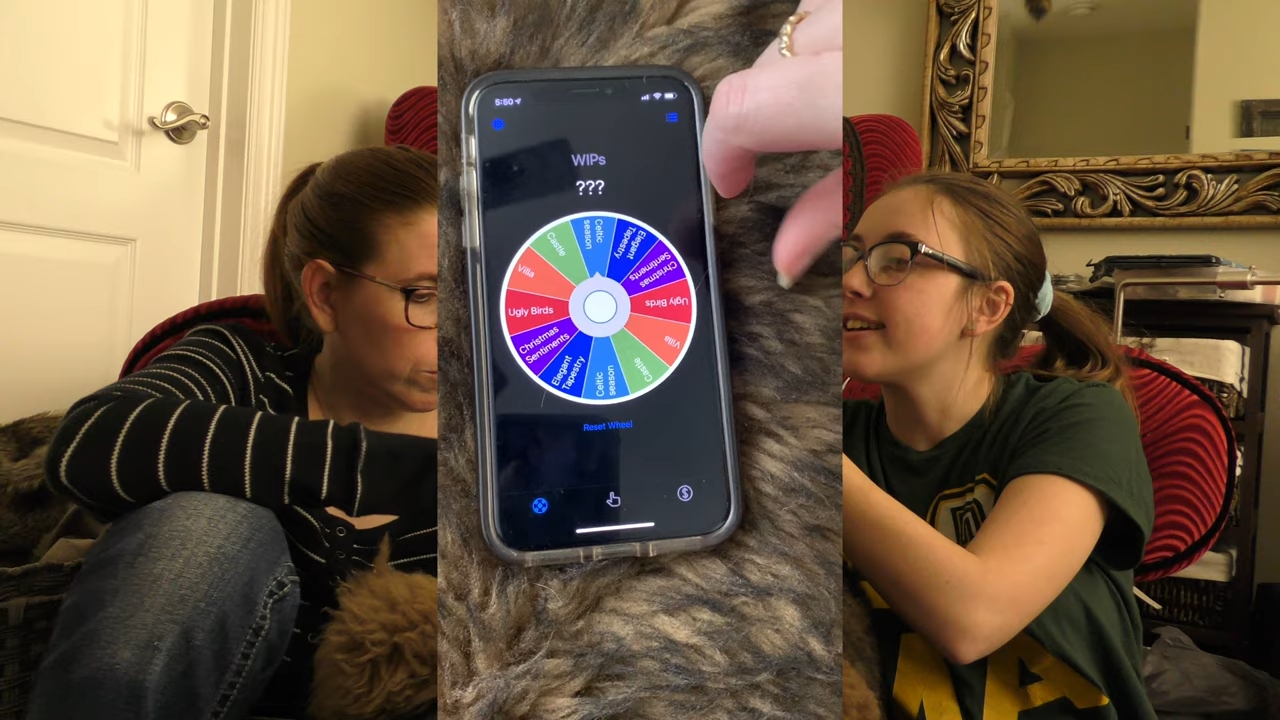 5:50
WIPs
???
Celtic
season
Elegant
Tapestry
Christmas
Sentiments
Ugly Birds
Villa
Castle
Celtic
season
Elegant
Tapestry
Christmas
Sentiments
Ugly Birds
Villa
Castle
Reset Wheel
$
A